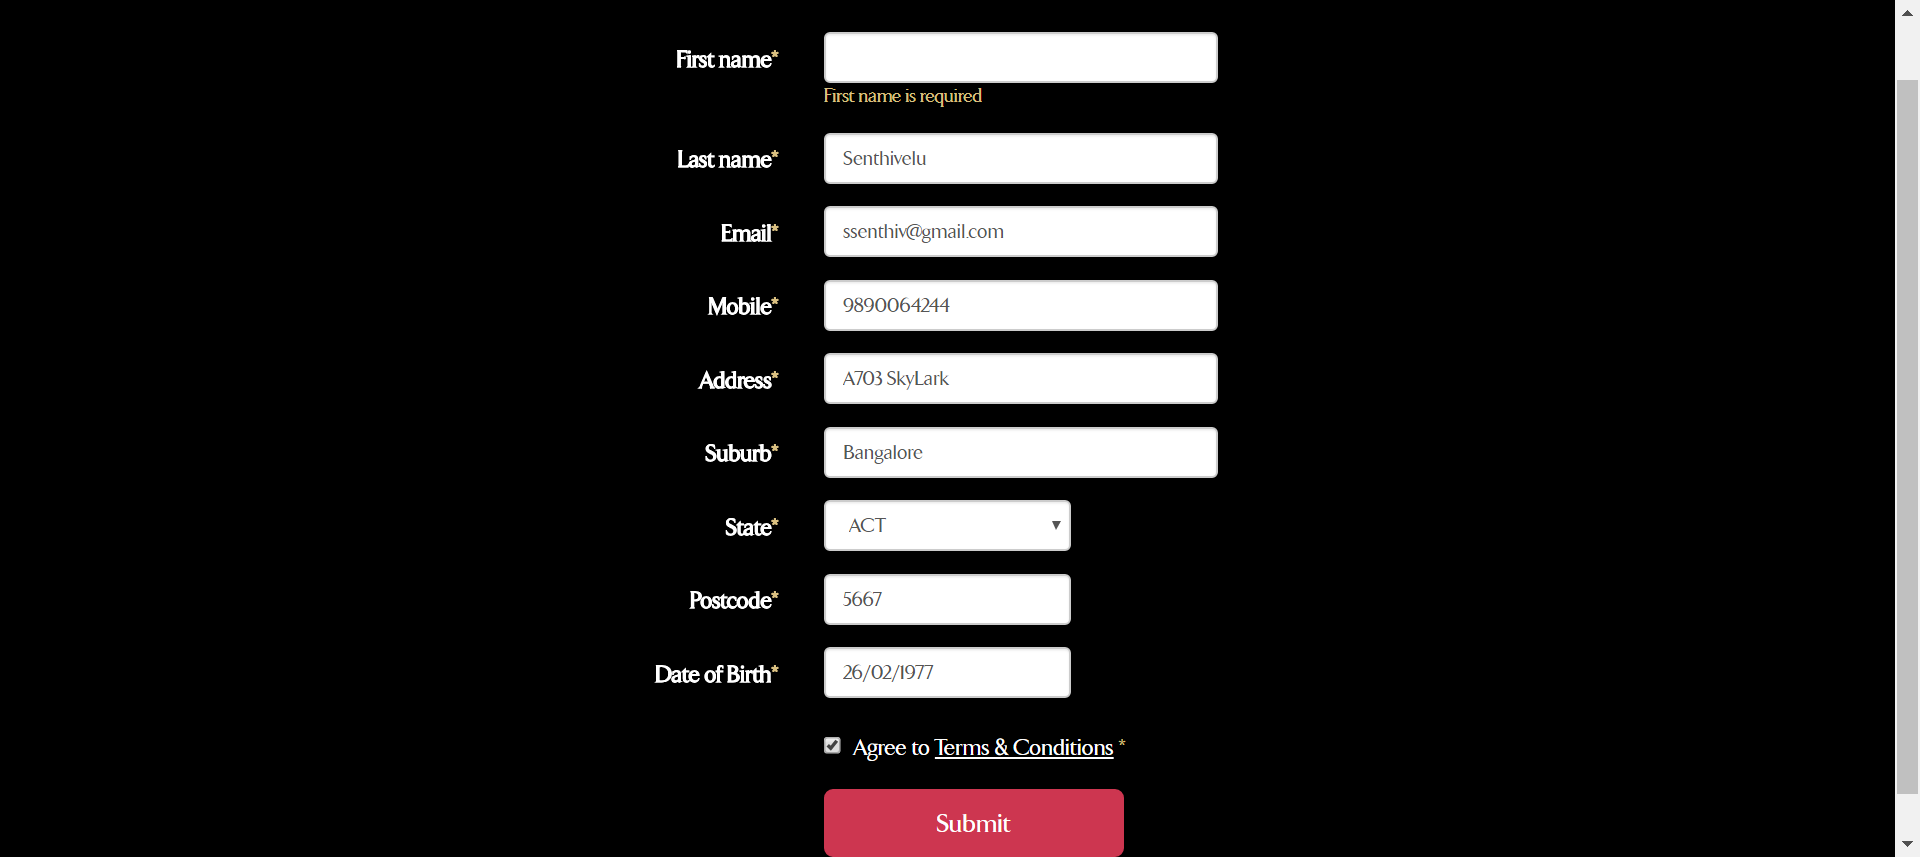 First name*
First name is required
Last name* Senthivelu
Email* ssenthiv@gmail.com
Mobile* 9890064244
Address* A703 SkyLark
Suburb* Bangalore
State* ACT
Postcode* 5667
Date of Birth* 26/02/1977
Agree to Terms & Conditions *
Submit